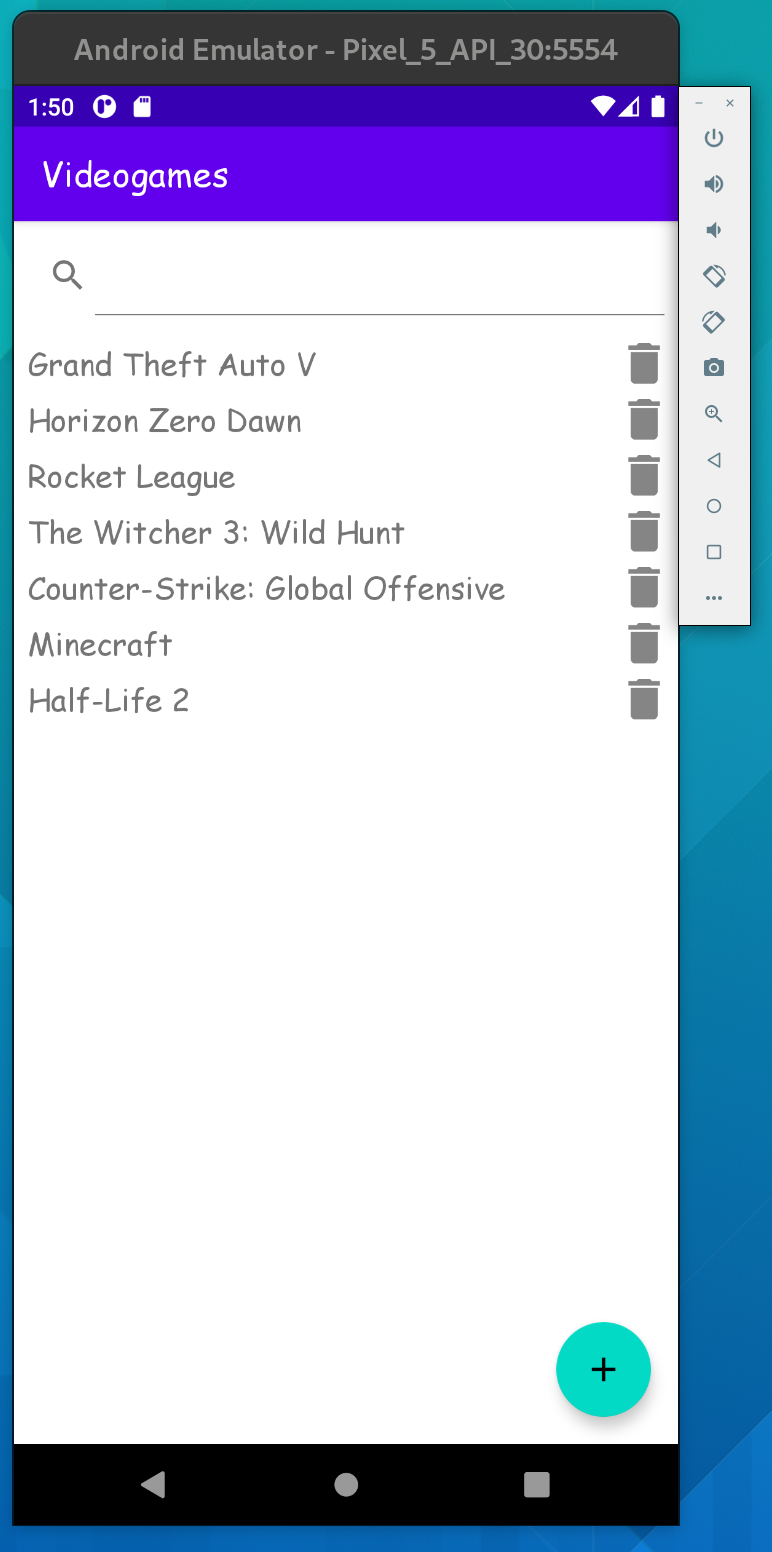 Android Emulator - Pixel_5_API_30:5554
1:50
Videogames
Grand Theft Auto V
Horizon Zero Dawn
Rocket League
The Witcher 3: Wild Hunt
Counter-Strike: Global Offensive
Minecraft
Half-Life 2